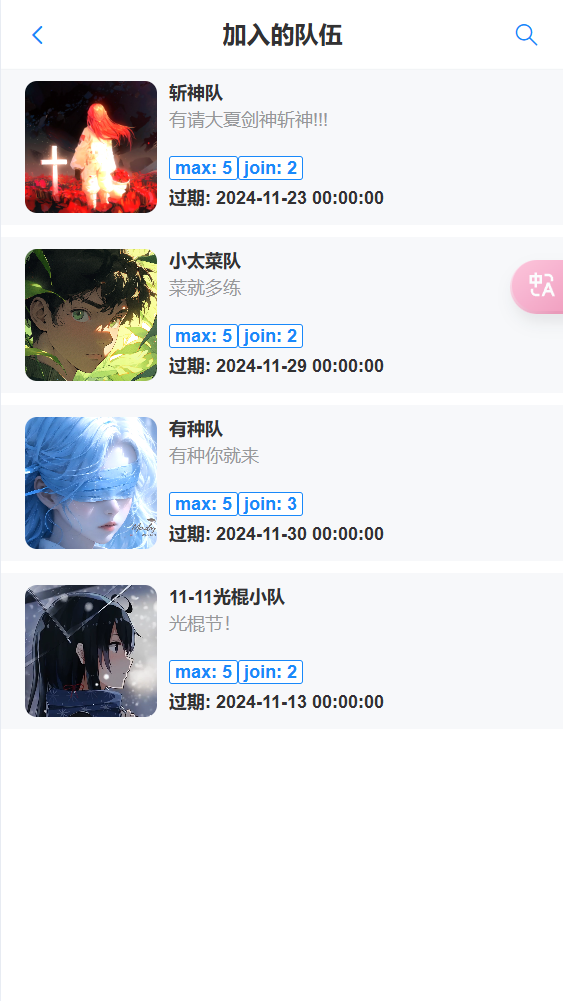 加入的队伍
斩神队
有请大夏剑神斩神!!!
max: 5 join: 2
过期: 2024-11-23 00:00:00
小太菜队
菜就多练
max: 5 join: 2
过期: 2024-11-29 00:00:00
中A
有种队
有种你就来
max: 5 join: 3
过期: 2024-11-30 00:00:00
11-11光棍小队
光棍节！
max: 5 join: 2
过期: 2024-11-13 00:00:00